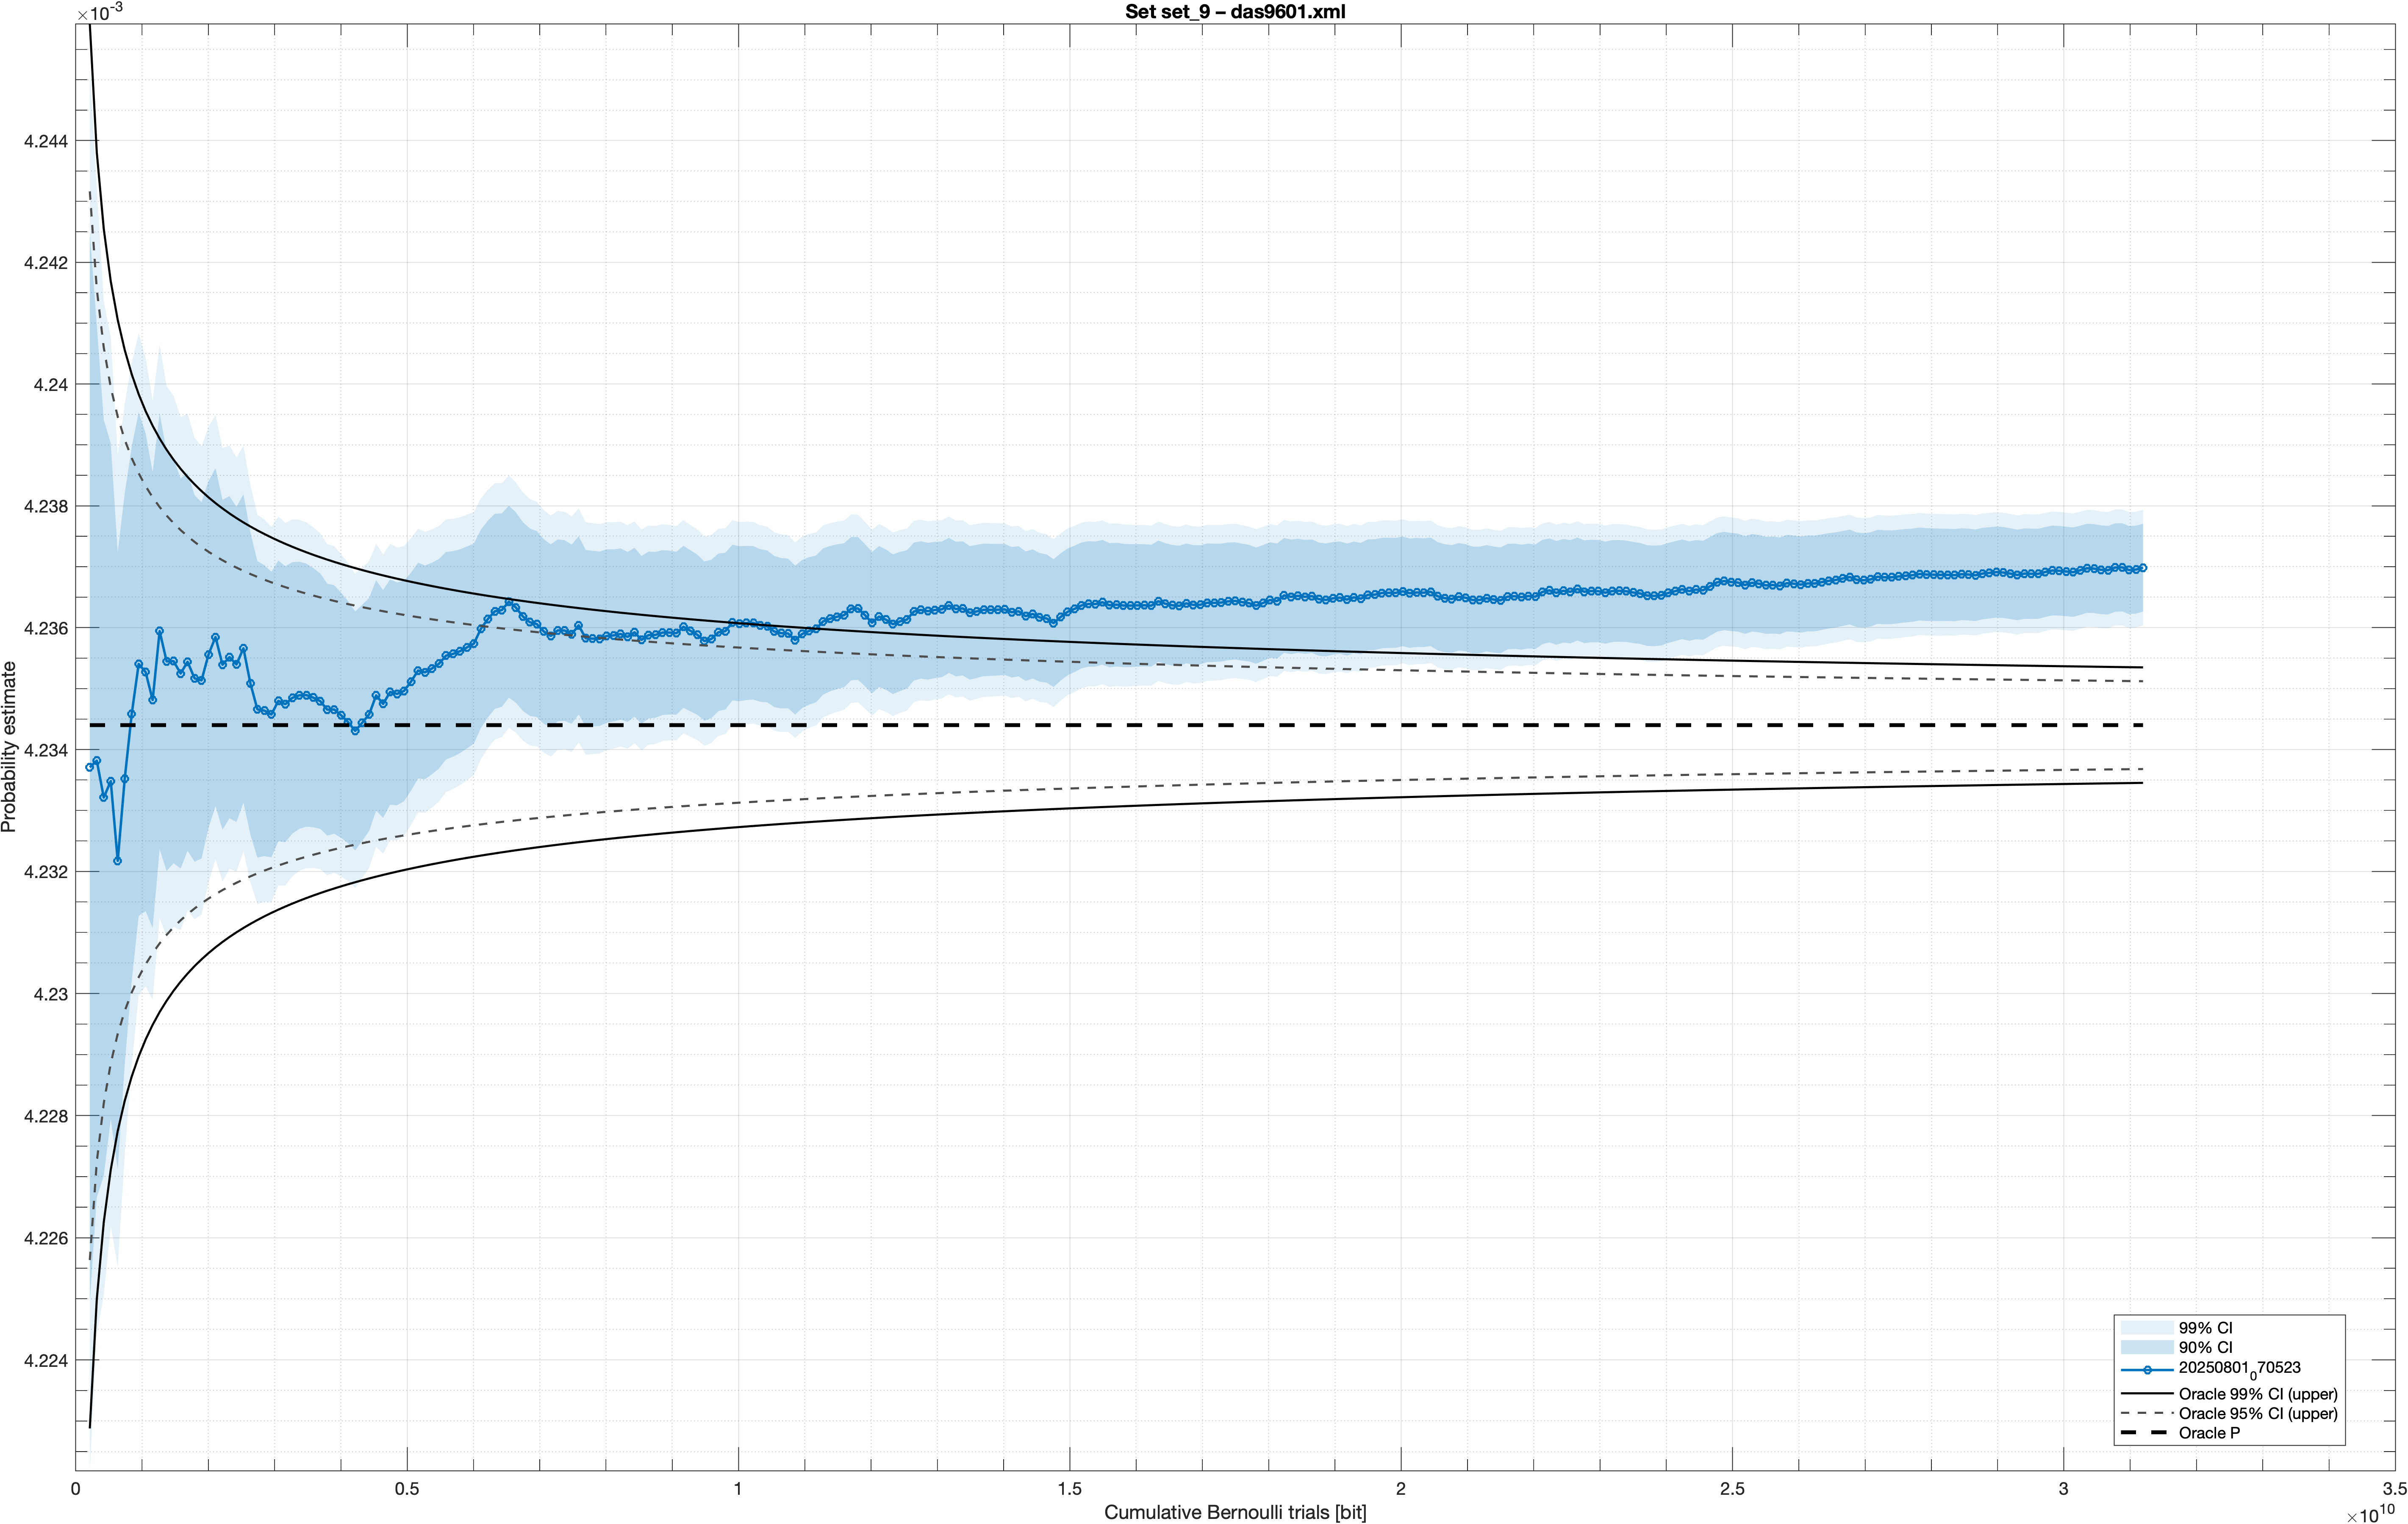 Set set_9 – das9601.xml
×10-3
4.244
4.242
4.24
4.238
4.236
4.234
4.232
4.23
4.228
4.226
4.224
Probability estimate
0 0.5 1 1.5 2 2.5 3 3.5
Cumulative Bernoulli trials [bit]
×1010
99% CI
90% CI
20250801070523
Oracle 99% CI (upper)
Oracle 95% CI (upper)
Oracle P